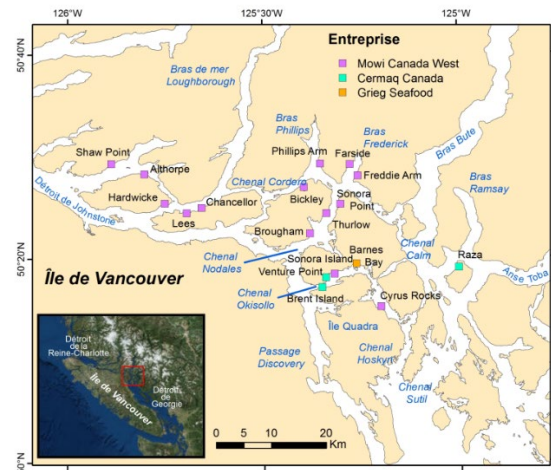 126°O
125°30'O
125°O
50°40'N
Entreprise
Mowi Canada West
Cermaq Canada
Grieg Seafood
Bras de mer
Loughborough
Bras
Phillips
Bras
Frederick
Bras Bute
Bras
Ramsay
Shaw Point
Althorpe
Phillips Arm
Farside
Freddie Arm
Détroit de Johnstone
Hardwicke
Chancellor
Lees
Chenal Cordero
Bickley
Sonora
Point
Thurlow
Brougham
Chenal
Nodales
Barnes
Bay
Chenal
Calm
Raza
Anse Toba
50°20'N
Île de Vancouver
Sonora Island
Venture Point
Chenal
Okisollo
Brent Island
Cyrus Rocks
Île Quadra
Passage
Discovery
Chenal
Hoskyn
Chenal
Sutil
Détroit
de la
Reine-Charlotte
Île de Vancouver
Détroit
de
Géorgie
0 5 10 20
Km